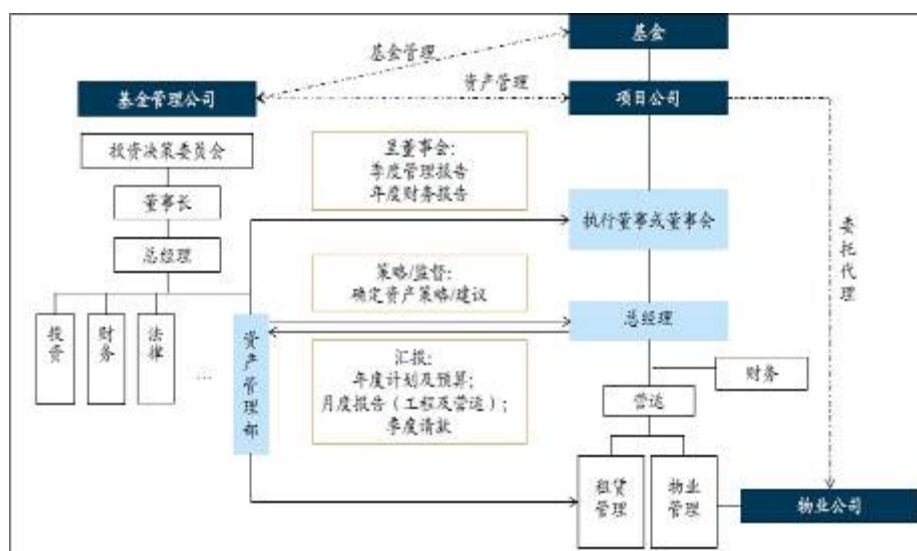 基金
基金管理
资产管理
基金管理公司
项目公司
投资决策委员会
呈董事会:
季度管理报告
年度财务报告
董事长
执行董事或董事会
委托代理
总经理
策略/监督:
确定资产策略/建议
总经理
投资
财务
法律
...
资产管理部
汇报:
年度计划及预算;
月度报告（工程及营运）;
季度请款
财务
营运
租赁
管理
物业
管理
物业公司